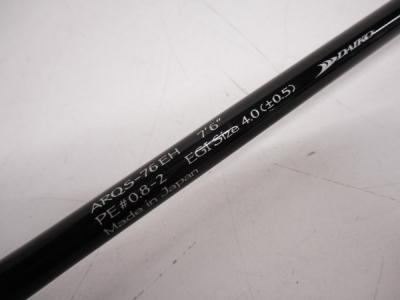 DAIKO
ARQS-76EH 7'6" EGI Size 4.0 (±0.5)
PE#0.8-2
Made in Japan